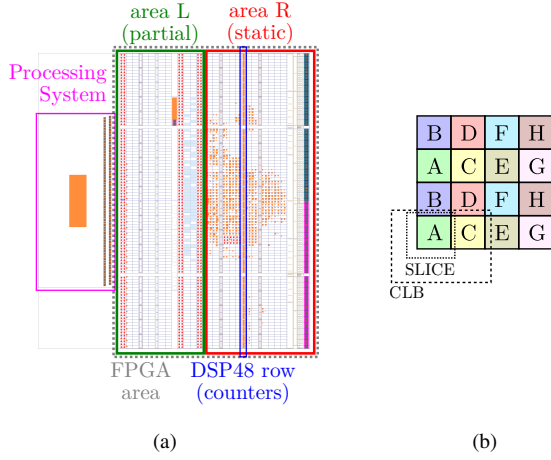 area L
(partial)
area R
(static)
Processing
System
FPGA
area
DSP48 row
(counters)
(a)
B D F H
A C E G
B D F H
A C E G
SLICE
CLB
(b)